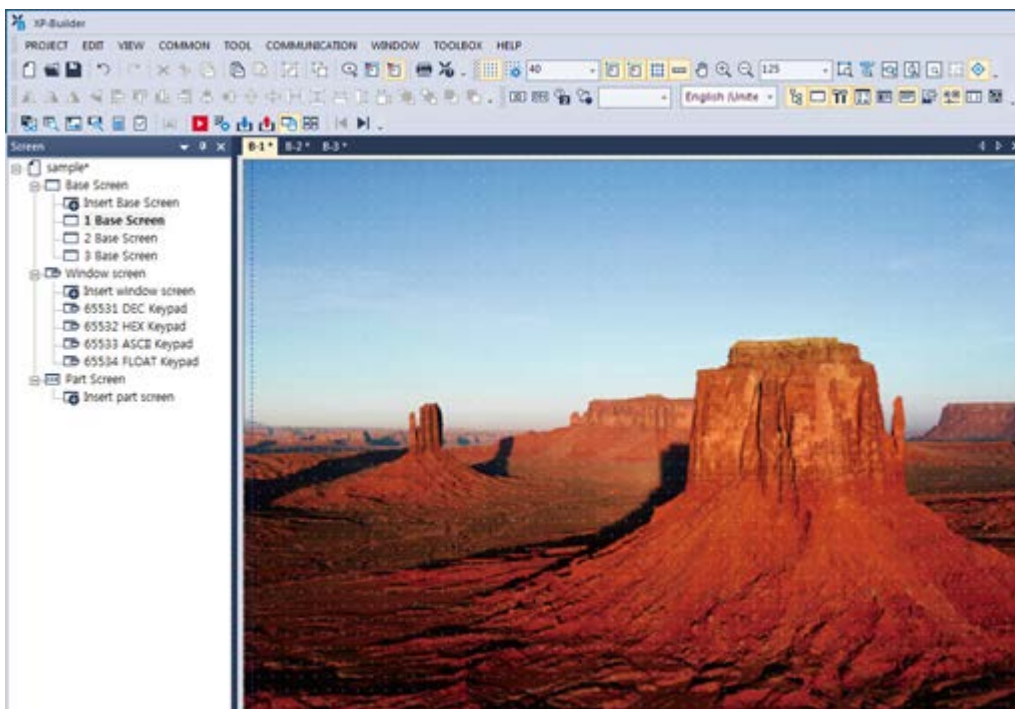 XP-Builder
PROJECT EDIT VIEW COMMON TOOL COMMUNICATION WINDOW TOOLBOX HELP
40 125
English /Unite
Screen
B-1* B-2* B-3*
sample*
Base Screen
Insert Base Screen
1 Base Screen
2 Base Screen
3 Base Screen
Window screen
Insert window screen
65531 DEC Keypad
65532 HEX Keypad
65533 ASCII Keypad
65534 FLOAT Keypad
Part Screen
Insert part screen